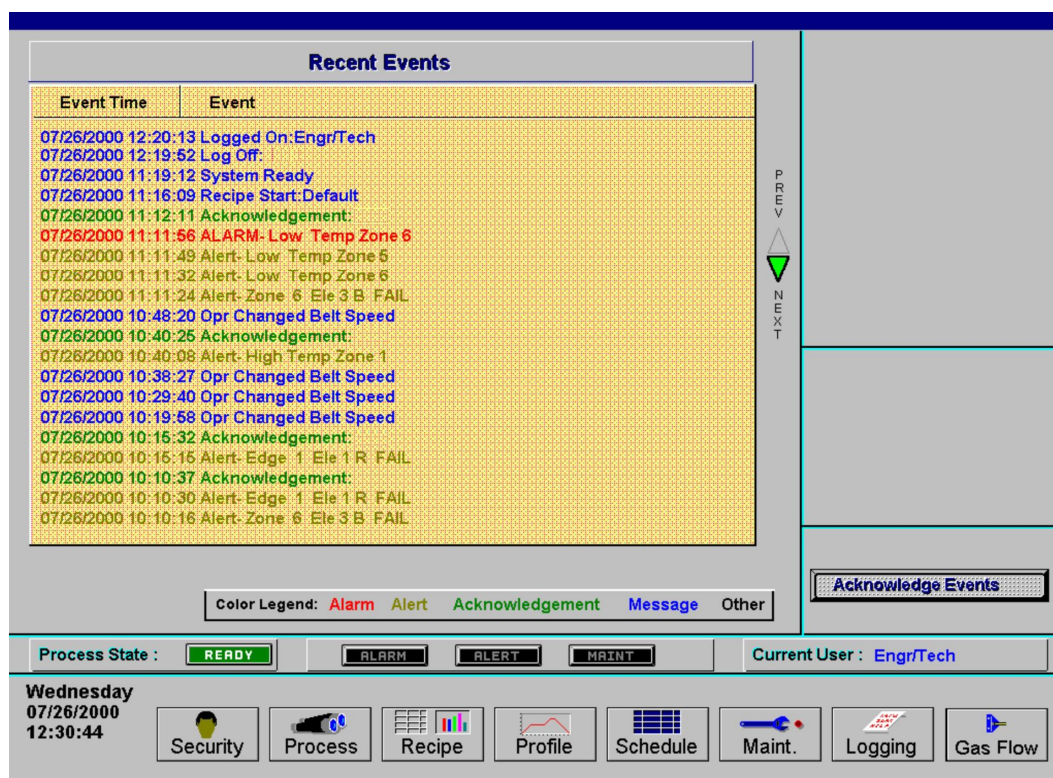 Recent Events
Event Time Event
07/26/2000 12:20:13 Logged On:Engr/Tech
07/26/2000 12:19:52 Log Off:
07/26/2000 11:19:12 System Ready
07/26/2000 11:16:09 Recipe Start:Default
07/26/2000 11:12:11 Acknowledgement:
07/26/2000 11:11:56 ALARM- Low Temp Zone 6
07/26/2000 11:11:49 Alert- Low Temp Zone 5
07/26/2000 11:11:32 Alert- Low Temp Zone 6
07/26/2000 11:11:24 Alert- Zone 6 Ele 3 B FAIL
07/26/2000 10:48:20 Opr Changed Belt Speed
07/26/2000 10:40:25 Acknowledgement:
07/26/2000 10:40:08 Alert- High Temp Zone 1
07/26/2000 10:38:27 Opr Changed Belt Speed
07/26/2000 10:29:40 Opr Changed Belt Speed
07/26/2000 10:19:58 Opr Changed Belt Speed
07/26/2000 10:15:32 Acknowledgement:
07/26/2000 10:15:15 Alert- Edge 1 Ele 1 R FAIL
07/26/2000 10:10:37 Acknowledgement:
07/26/2000 10:10:30 Alert- Edge 1 Ele 1 R FAIL
07/26/2000 10:10:16 Alert- Zone 6 Ele 3 B FAIL
PREV
NEXT
Acknowledge Events
Color Legend: Alarm Alert Acknowledgement Message Other
Process State : READY ALARM ALERT MAINT Current User : Engr/Tech
Wednesday
07/26/2000
12:30:44
Security Process Recipe Profile Schedule Maint. Logging Gas Flow